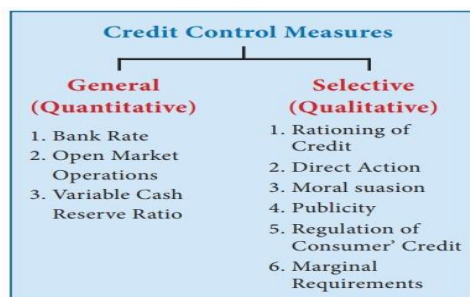 Credit Control Measures
General
(Quantitative)
1. Bank Rate
2. Open Market
Operations
3. Variable Cash
Reserve Ratio
Selective
(Qualitative)
1. Rationing of
Credit
2. Direct Action
3. Moral suasion
4. Publicity
5. Regulation of
Consumer’ Credit
6. Marginal
Requirements